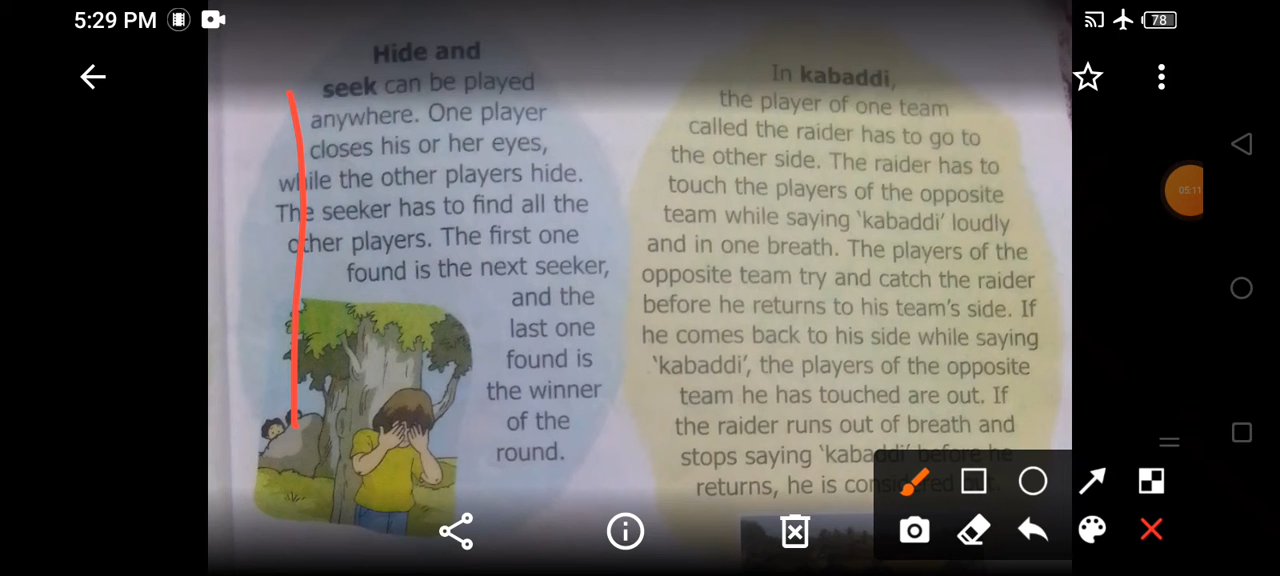 5:29 PM
78
Hide and
seek can be played
anywhere. One player
closes his or her eyes,
while the other players hide.
The seeker has to find all the
other players. The first one
found is the next seeker,
and the
last one
found is
the winner
of the
round.
In kabaddi,
the player of one team
called the raider has to go to
the other side. The raider has to
touch the players of the opposite
team while saying ‘kabaddi’ loudly
and in one breath. The players of the
opposite team try and catch the raider
before he returns to his team’s side. If
he comes back to his side while saying
‘kabaddi’, the players of the opposite
team he has touched are out. If
the raider runs out of breath and
stops saying ‘kabaddi’ before he
returns, he is considered out.
05:11